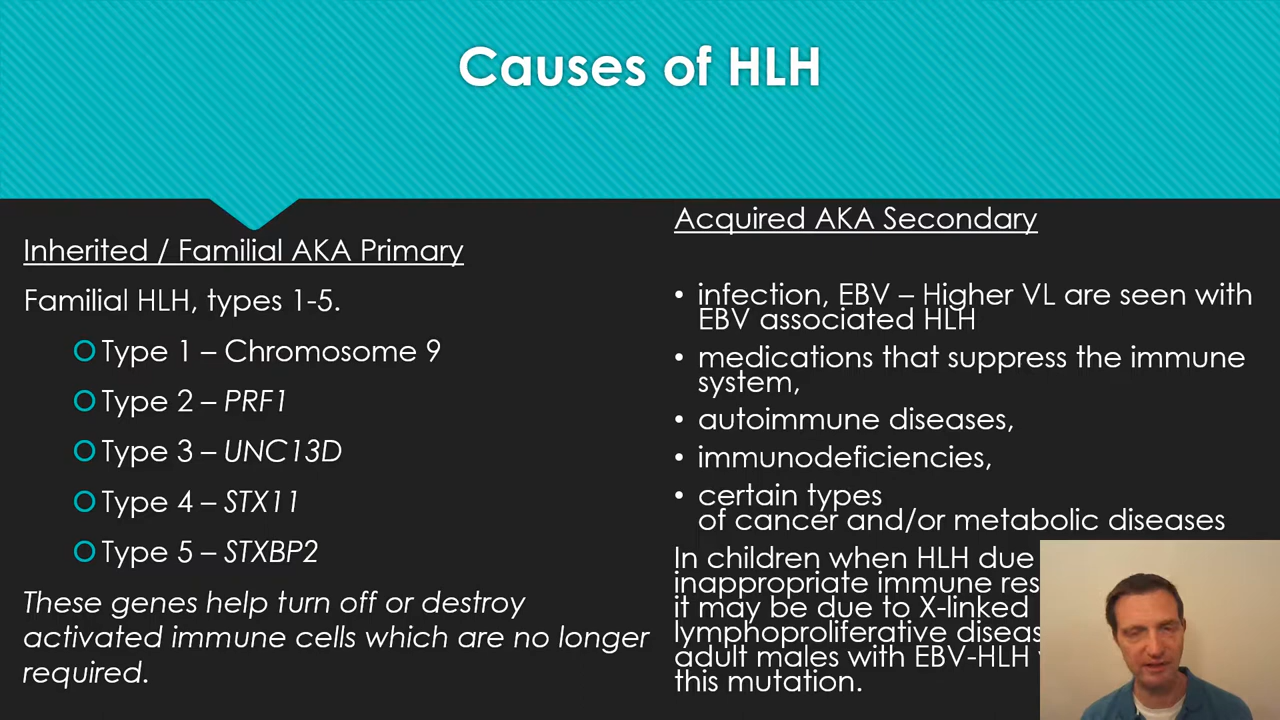 Causes of HLH
Inherited / Familial AKA Primary
Familial HLH, types 1-5.
Type 1 – Chromosome 9
Type 2 – PRF1
Type 3 – UNC13D
Type 4 – STX11
Type 5 – STXBP2
These genes help turn off or destroy
activated immune cells which are no longer
required.
Acquired AKA Secondary
• infection, EBV – Higher VL are seen with
EBV associated HLH
• medications that suppress the immune
system,
• autoimmune diseases,
• immunodeficiencies,
• certain types
of cancer and/or metabolic diseases
In children when HLH due
inappropriate immune
it may be due to X-linked
lymphoproliferative
adult males with EBV-HLH
this mutation.